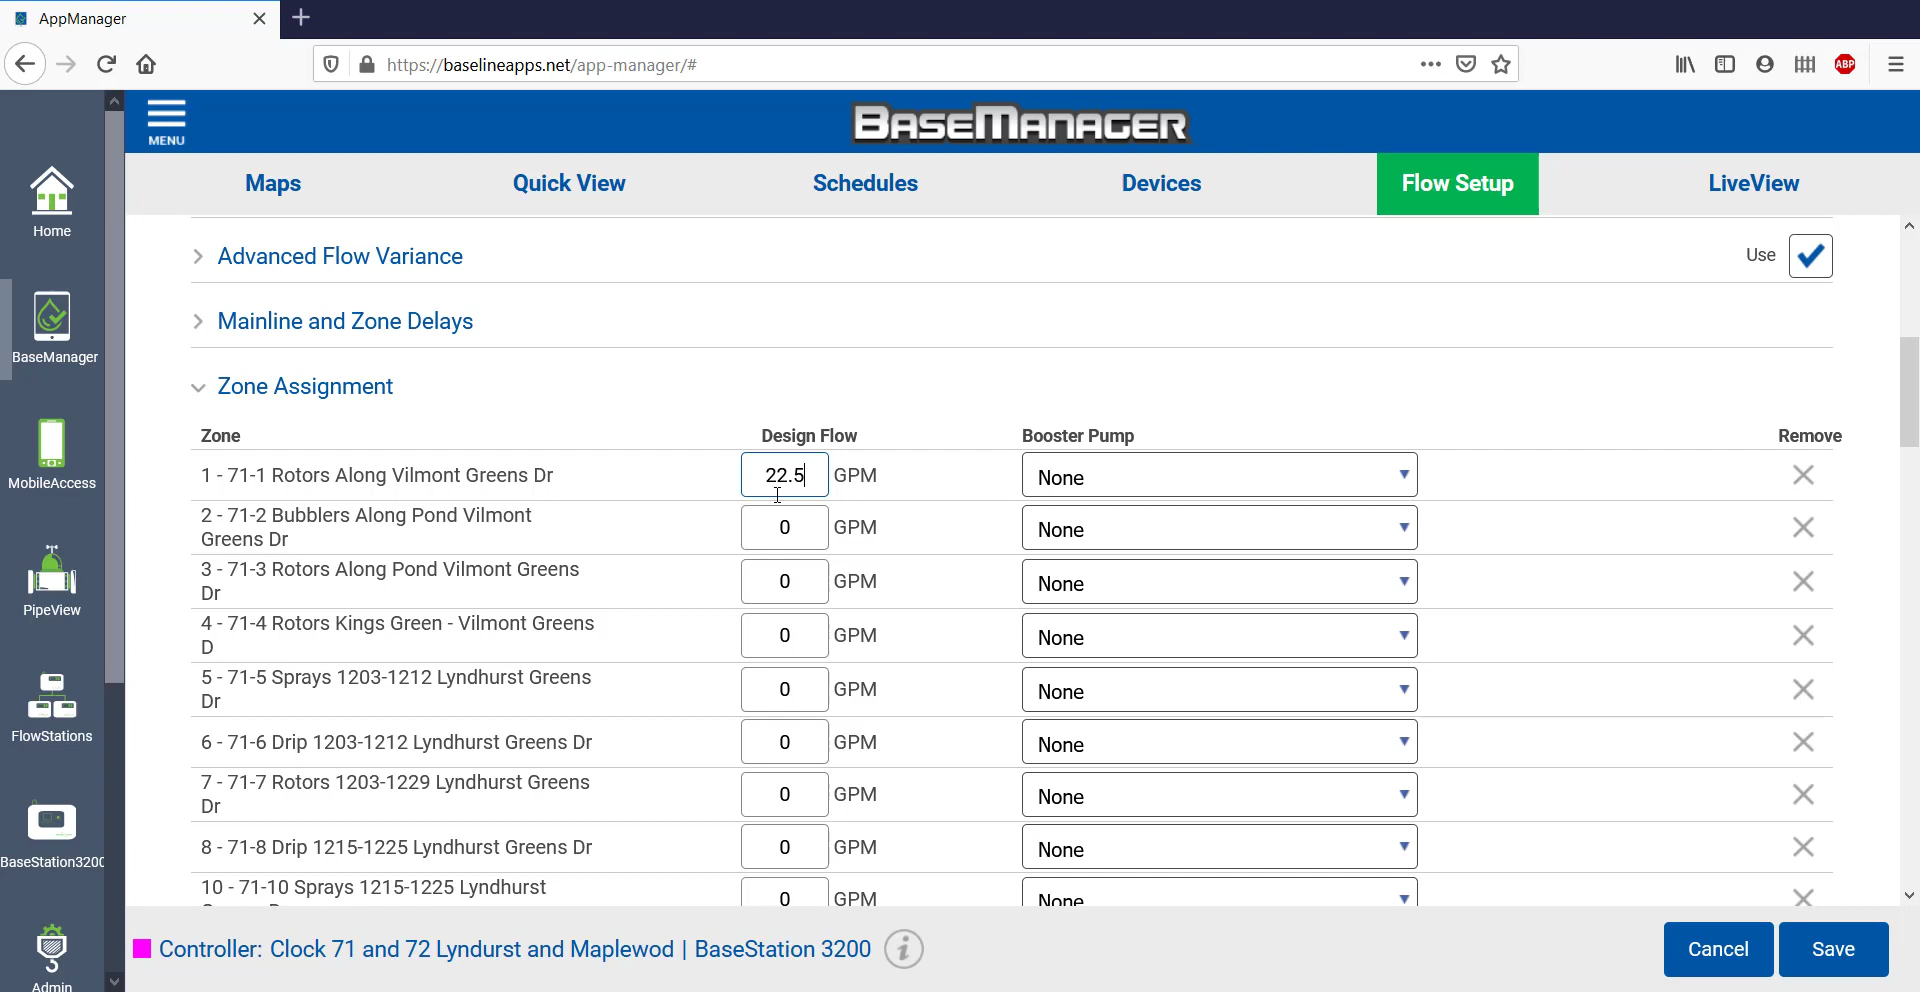 AppManager
https://baselineapps.net/app-manager/#
ABP
MENU
BASEMANAGER
Maps
Quick View
Schedules
Devices
Flow Setup
LiveView
Home
BaseManager
MobileAccess
PipeView
FlowStations
BaseStation3200
Admin
Advanced Flow Variance
Use
Mainline and Zone Delays
Zone Assignment
Zone Design Flow Booster Pump Remove
1 - 71-1 Rotors Along Vilmont Greens Dr 22.5 GPM None
2 - 71-2 Bubblers Along Pond Vilmont
Greens Dr 0 GPM None
3 - 71-3 Rotors Along Pond Vilmont Greens
Dr 0 GPM None
4 - 71-4 Rotors Kings Green - Vilmont Greens
D 0 GPM None
5 - 71-5 Sprays 1203-1212 Lyndhurst Greens
Dr 0 GPM None
6 - 71-6 Drip 1203-1212 Lyndhurst Greens Dr 0 GPM None
7 - 71-7 Rotors 1203-1229 Lyndhurst Greens
Dr 0 GPM None
8 - 71-8 Drip 1215-1225 Lyndhurst Greens Dr 0 GPM None
10 - 71-10 Sprays 1215-1225 Lyndhurst
0 GPM None
Controller: Clock 71 and 72 Lyndurst and Maplewod | BaseStation 3200
Cancel
Save